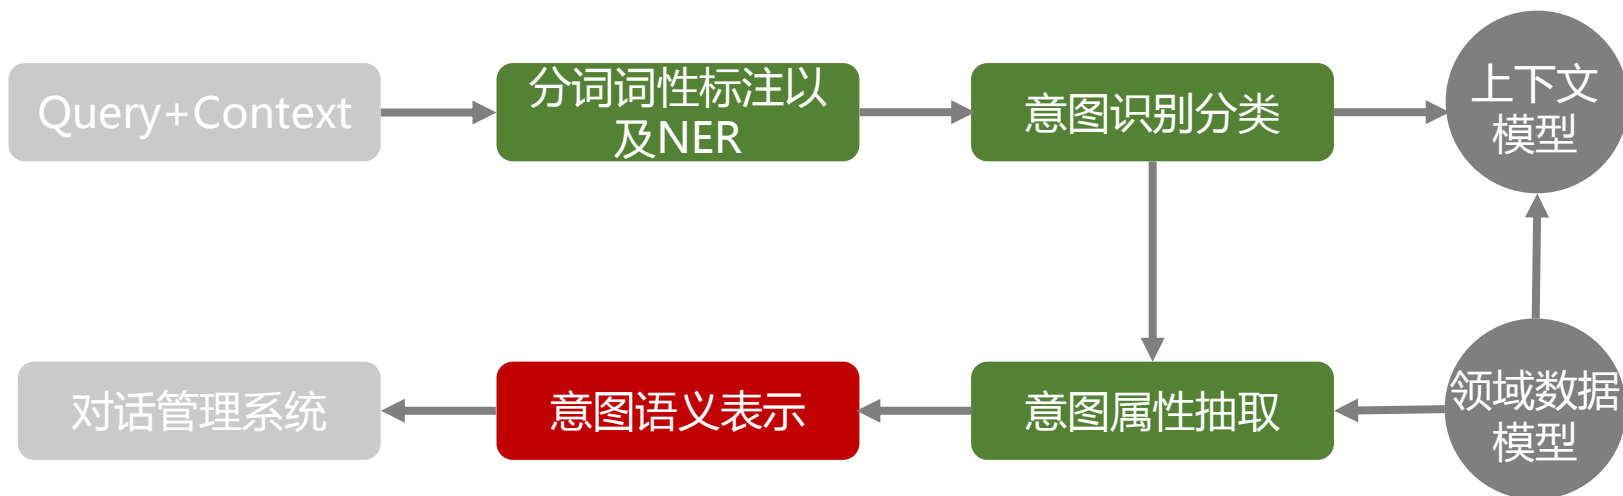 Query+Context
分词词性标注以
及NER
意图识别分类
上下文
模型
对话管理系统
意图语义表示
意图属性抽取
领域数据
模型